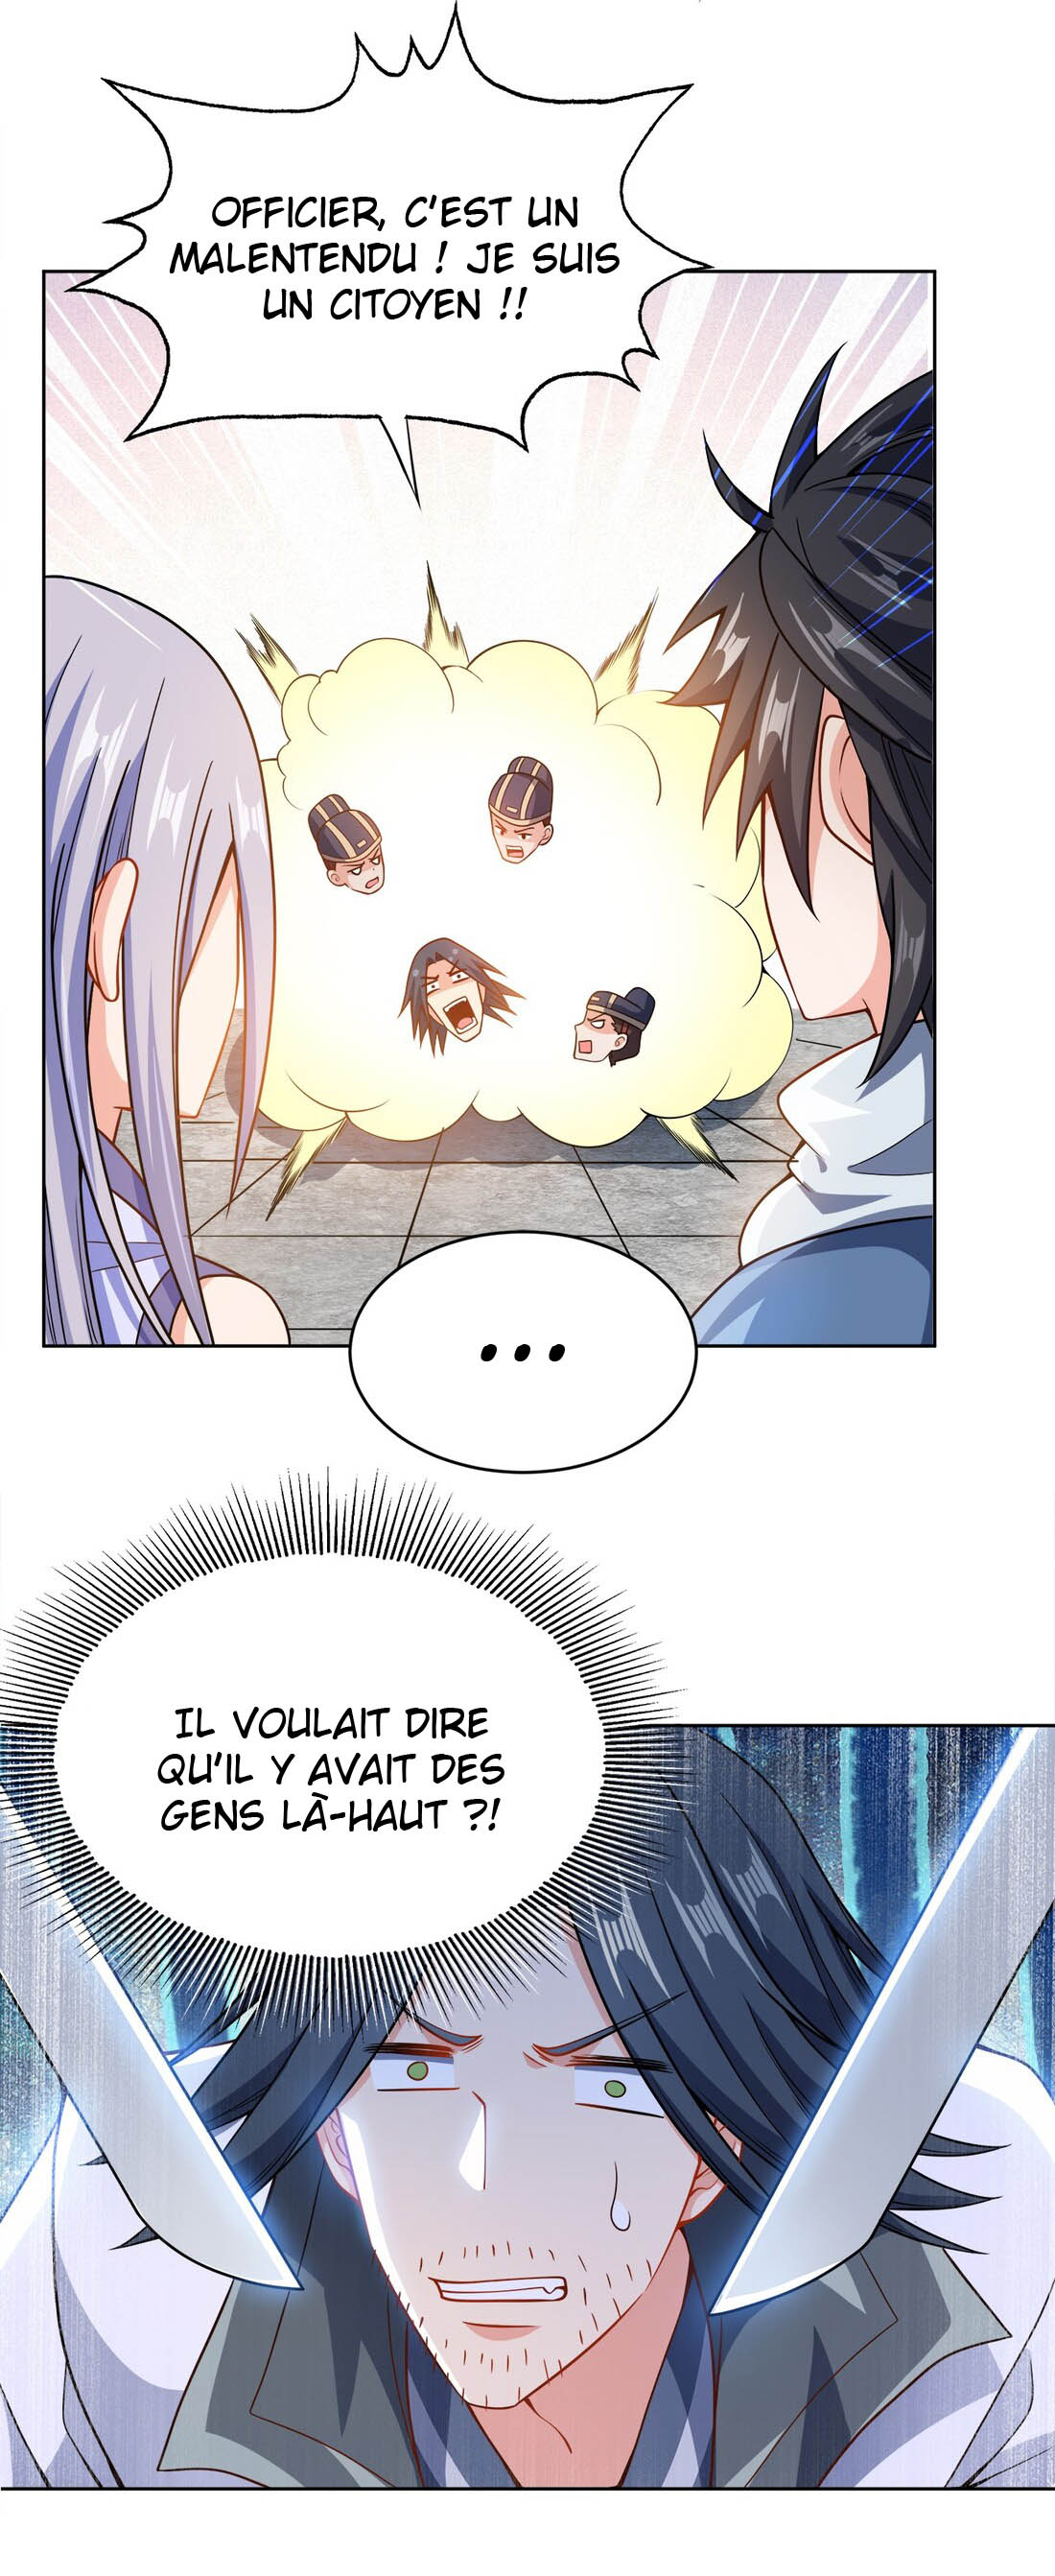 OFFICIER, C'EST UN
MALENTENDU ! JE SUIS
UN CITOYEN !!
...
IL VOULAIT DIRE
QU'IL Y AVAIT DES
GENS LÀ-HAUT ?!